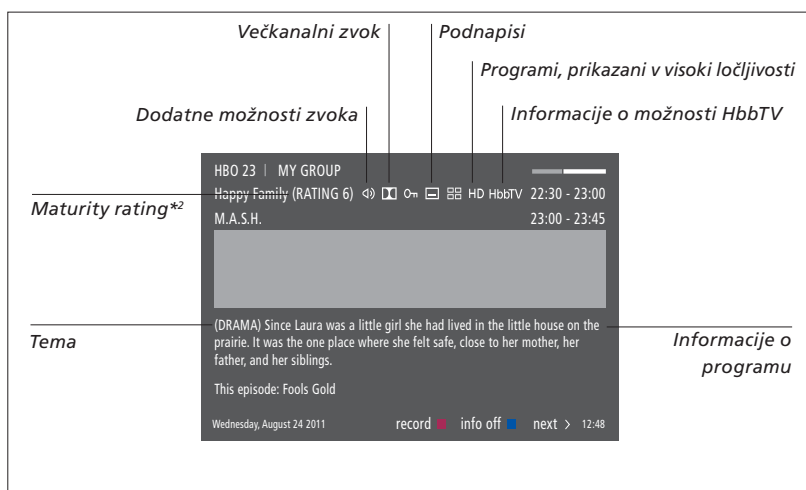 Večkanalni zvok Podnapisi
Programi, prikazani v visoki ločljivosti
Dodatne možnosti zvoka Informacije o možnosti HbbTV
HBO 23 | MY GROUP
Maturity rating*2 Happy Family (RATING 6) HD HbbTV 22:30 - 23:00
M.A.S.H. 23:00 - 23:45
Tema
(DRAMA) Since Laura was a little girl she had lived in the little house on the
prairie. It was the one place where she felt safe, close to her mother, her
father, and her siblings.
Informacije o
programu
This episode: Fools Gold
Wednesday, August 24 2011 record info off next > 12:48